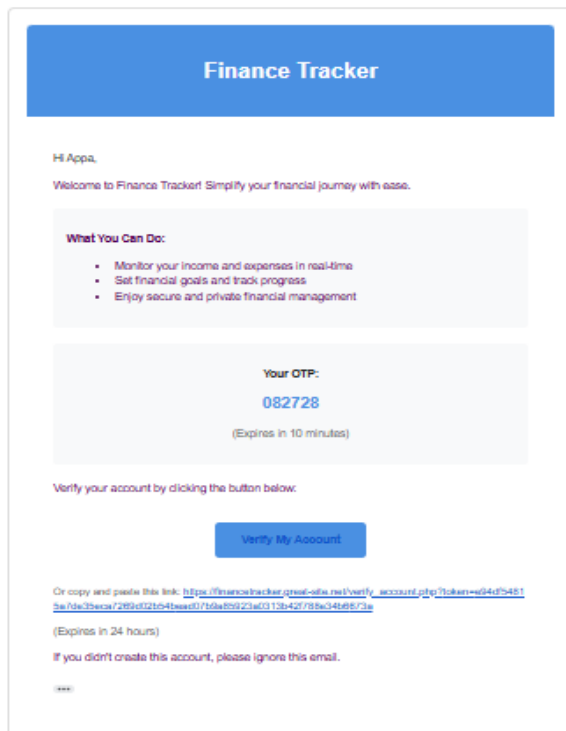 Finance Tracker
Hi Appa,
Welcome to Finance Tracker! Simplify your financial journey with ease.
What You Can Do:
• Monitor your income and expenses in real-time
• Set financial goals and track progress
• Enjoy secure and private financial management
Your OTP:
082728
(Expires in 10 minutes)
Verify your account by clicking the button below:
Verify My Account
Or copy and paste this link: https://financetracker.great-site.net/verify_account.php?token=
(Expires in 24 hours)
If you didn't create this account, please ignore this email.